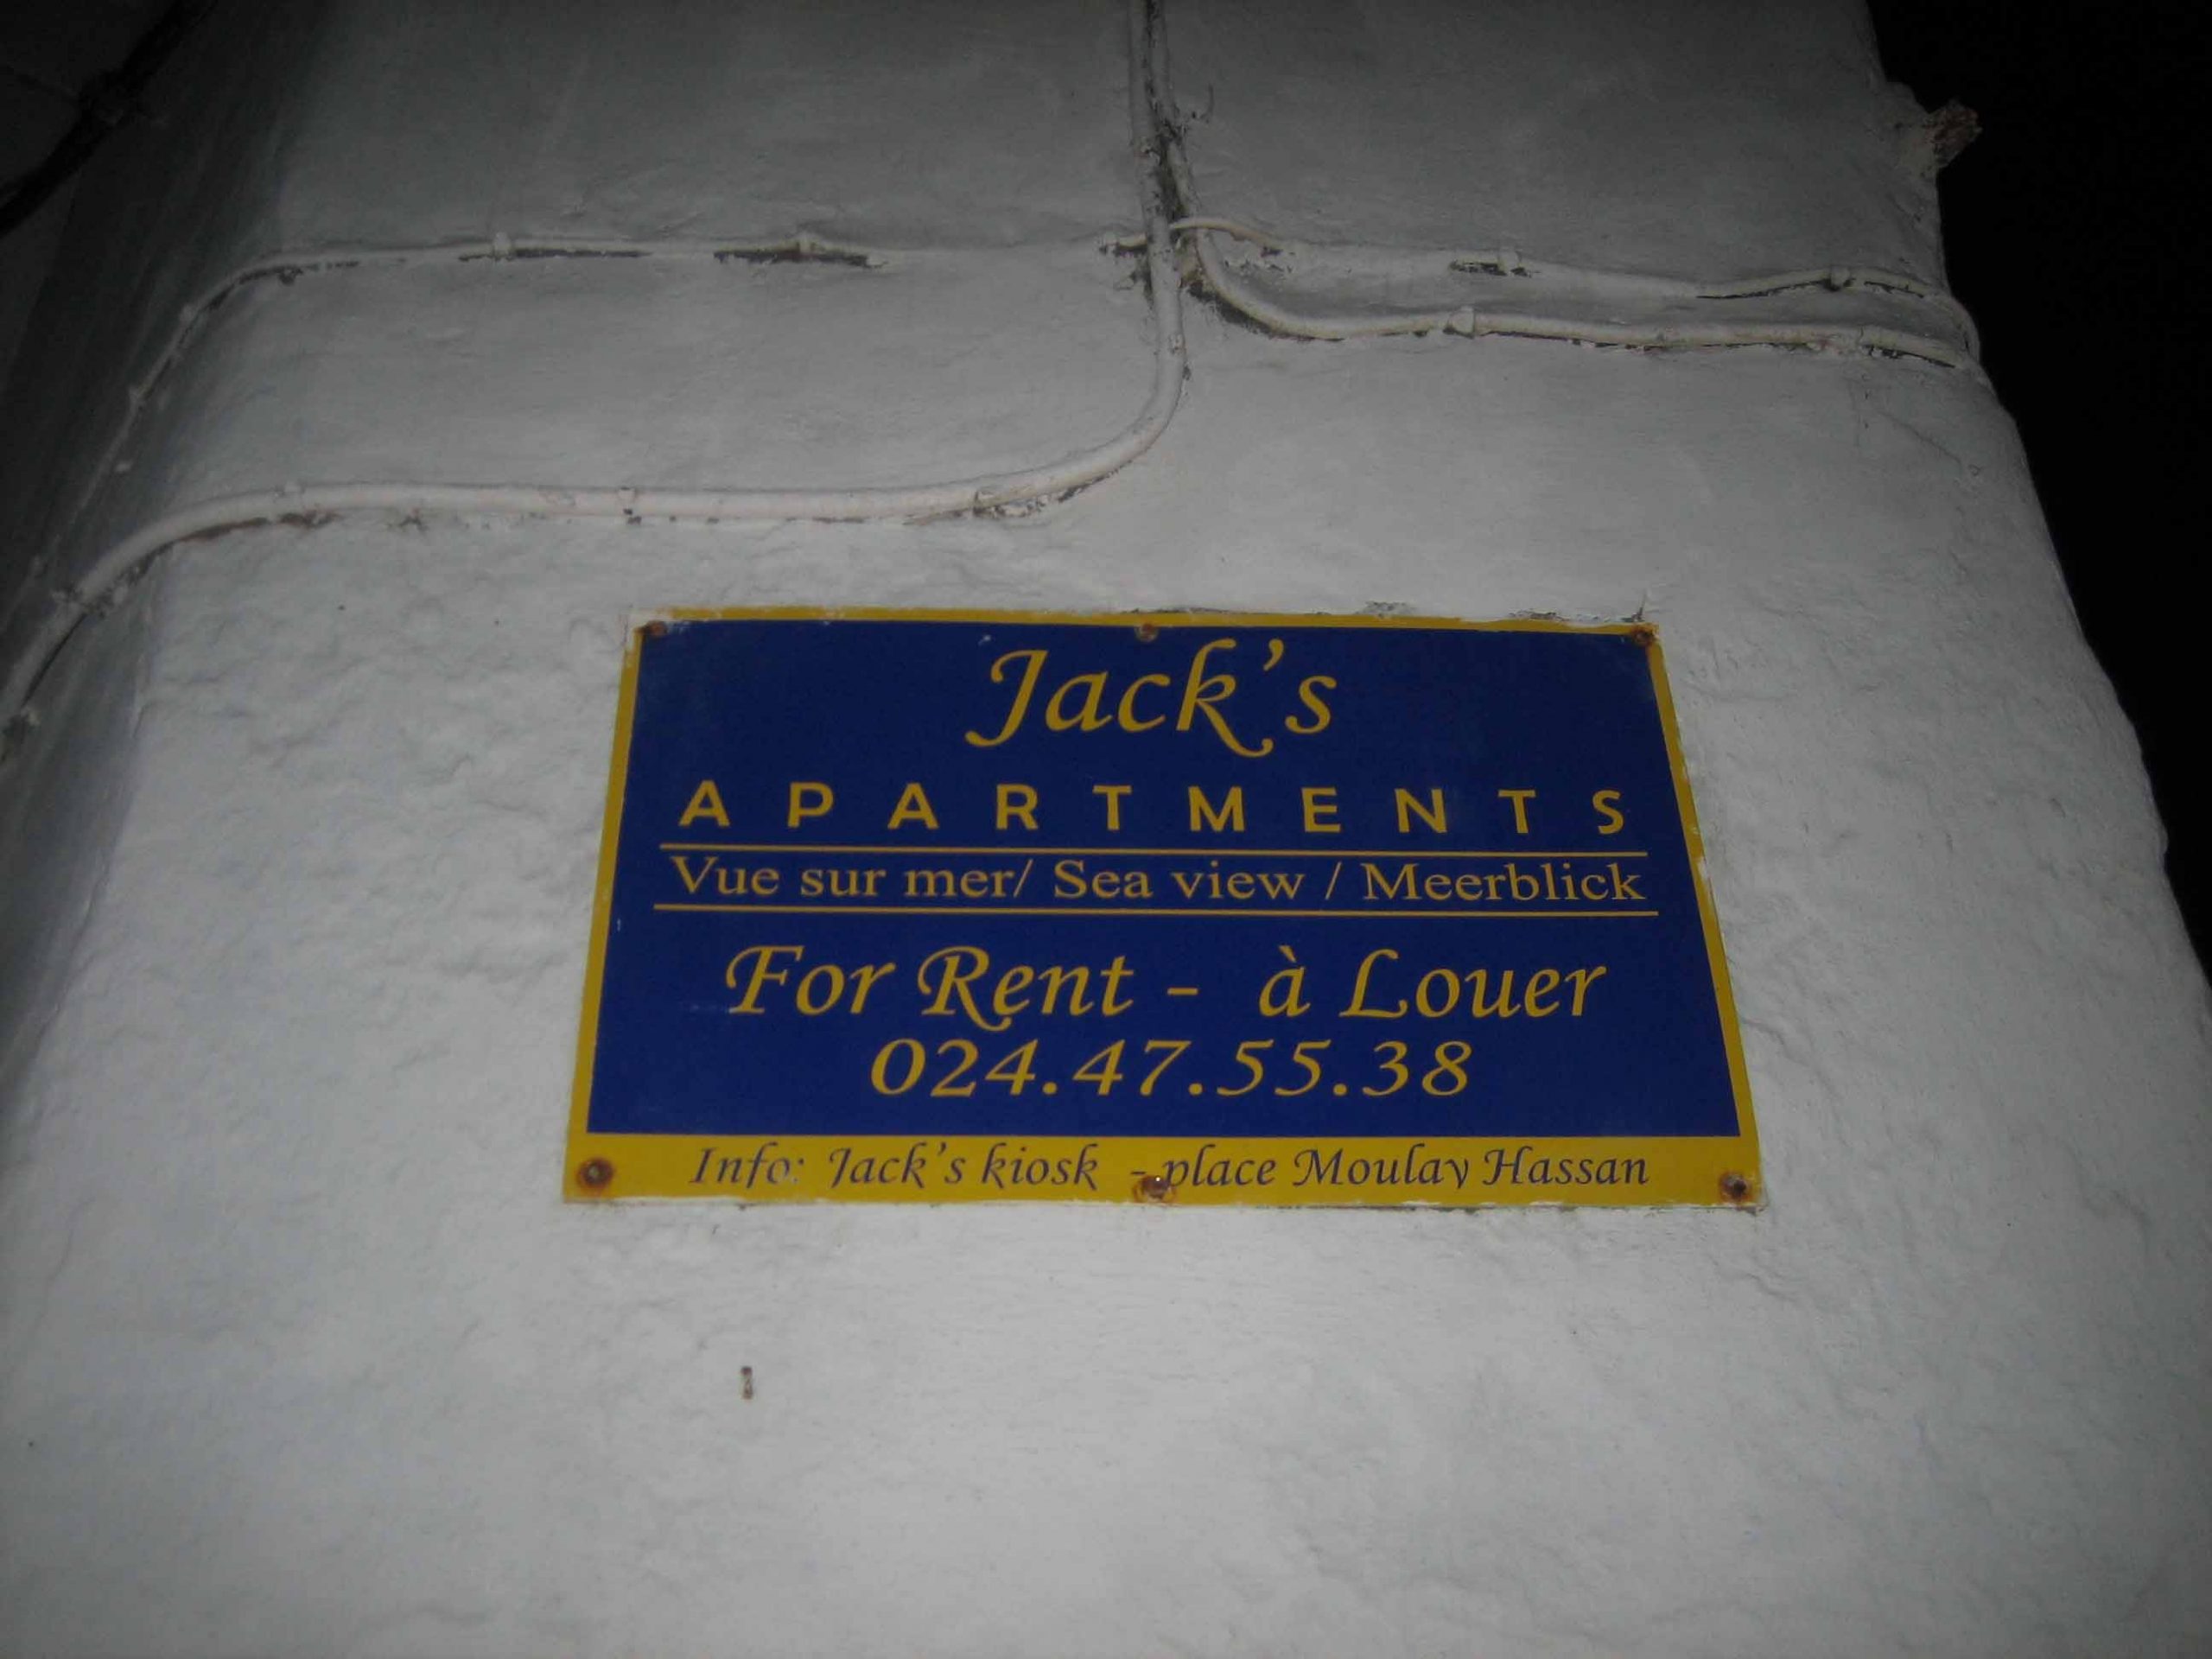 Jack's
APARTMENTS
Vue sur mer/ Sea view / Meerblick
For Rent - à Louer
024.47.55.38
Info: Jack's kiosk - place Moulay Hassan